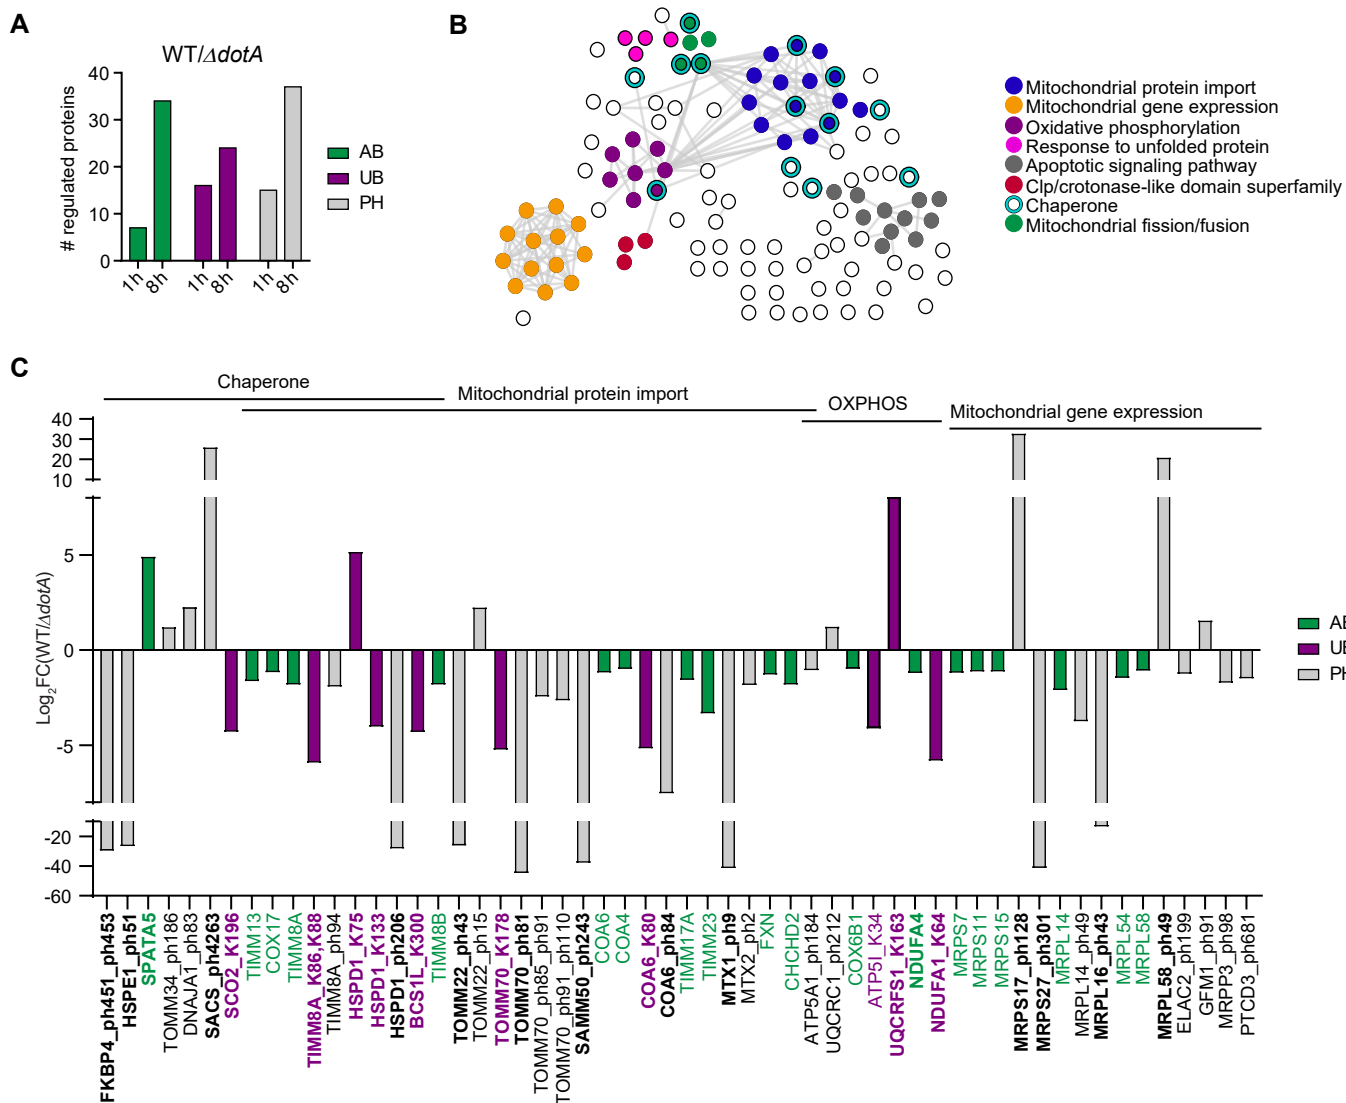 A
WT/ΔdotA
# regulated proteins
40
30
20
10
0
1h
8h
1h
8h
1h
8h
AB
UB
PH
B
Mitochondrial protein import
Mitochondrial gene expression
Oxidative phosphorylation
Response to unfolded protein
Apoptotic signaling pathway
Clp/crotonase-like domain superfamily
Chaperone
Mitochondrial fission/fusion
C
Chaperone
Mitochondrial protein import
OXPHOS
Mitochondrial gene expression
Log2FC(WT/ΔdotA)
40
30
20
10
5
0
-5
-20
-40
-60
AB
UB
PH
FKBP4_ph451_ph453
HSPE1_ph51
SPATA5
TOMM34_ph186
DNAJA1_ph83
SACS_ph4263
SCO2_K196
TIMM13
COX17
TIMM8A
TIMM8A_K86,K88
TIMM8A_ph94
HSPD1_K75
HSPD1_K133
HSPD1_ph206
BCS1L_K300
TIMM8B
TOMM22_ph43
TOMM22_ph15
TOMM70_K178
TOMM70_ph81
TOMM70_ph85_ph91
TOMM70_ph91_ph110
SAMM50_ph243
COA6
COA4
COA6_K80
COA6_ph84
TIMM17A
TIMM23
MTX1_ph9
MTX2_ph2
FXN
CHCHD2
ATP5A1_ph184
UQCRC1_ph212
COX6B1
ATP5I_K34
UQCRFS1_K163
NDUFA4
NDUFA1_K64
MRPS7
MRPS11
MRPS15
MRPS17_ph128
MRPS27_ph301
MRPL14
MRPL14_ph49
MRPL16_ph43
MRPL54
MRPL58
MRPL58_ph49
ELAC2_ph199
GFM1_ph91
MRPP3_ph98
PTCD3_ph681